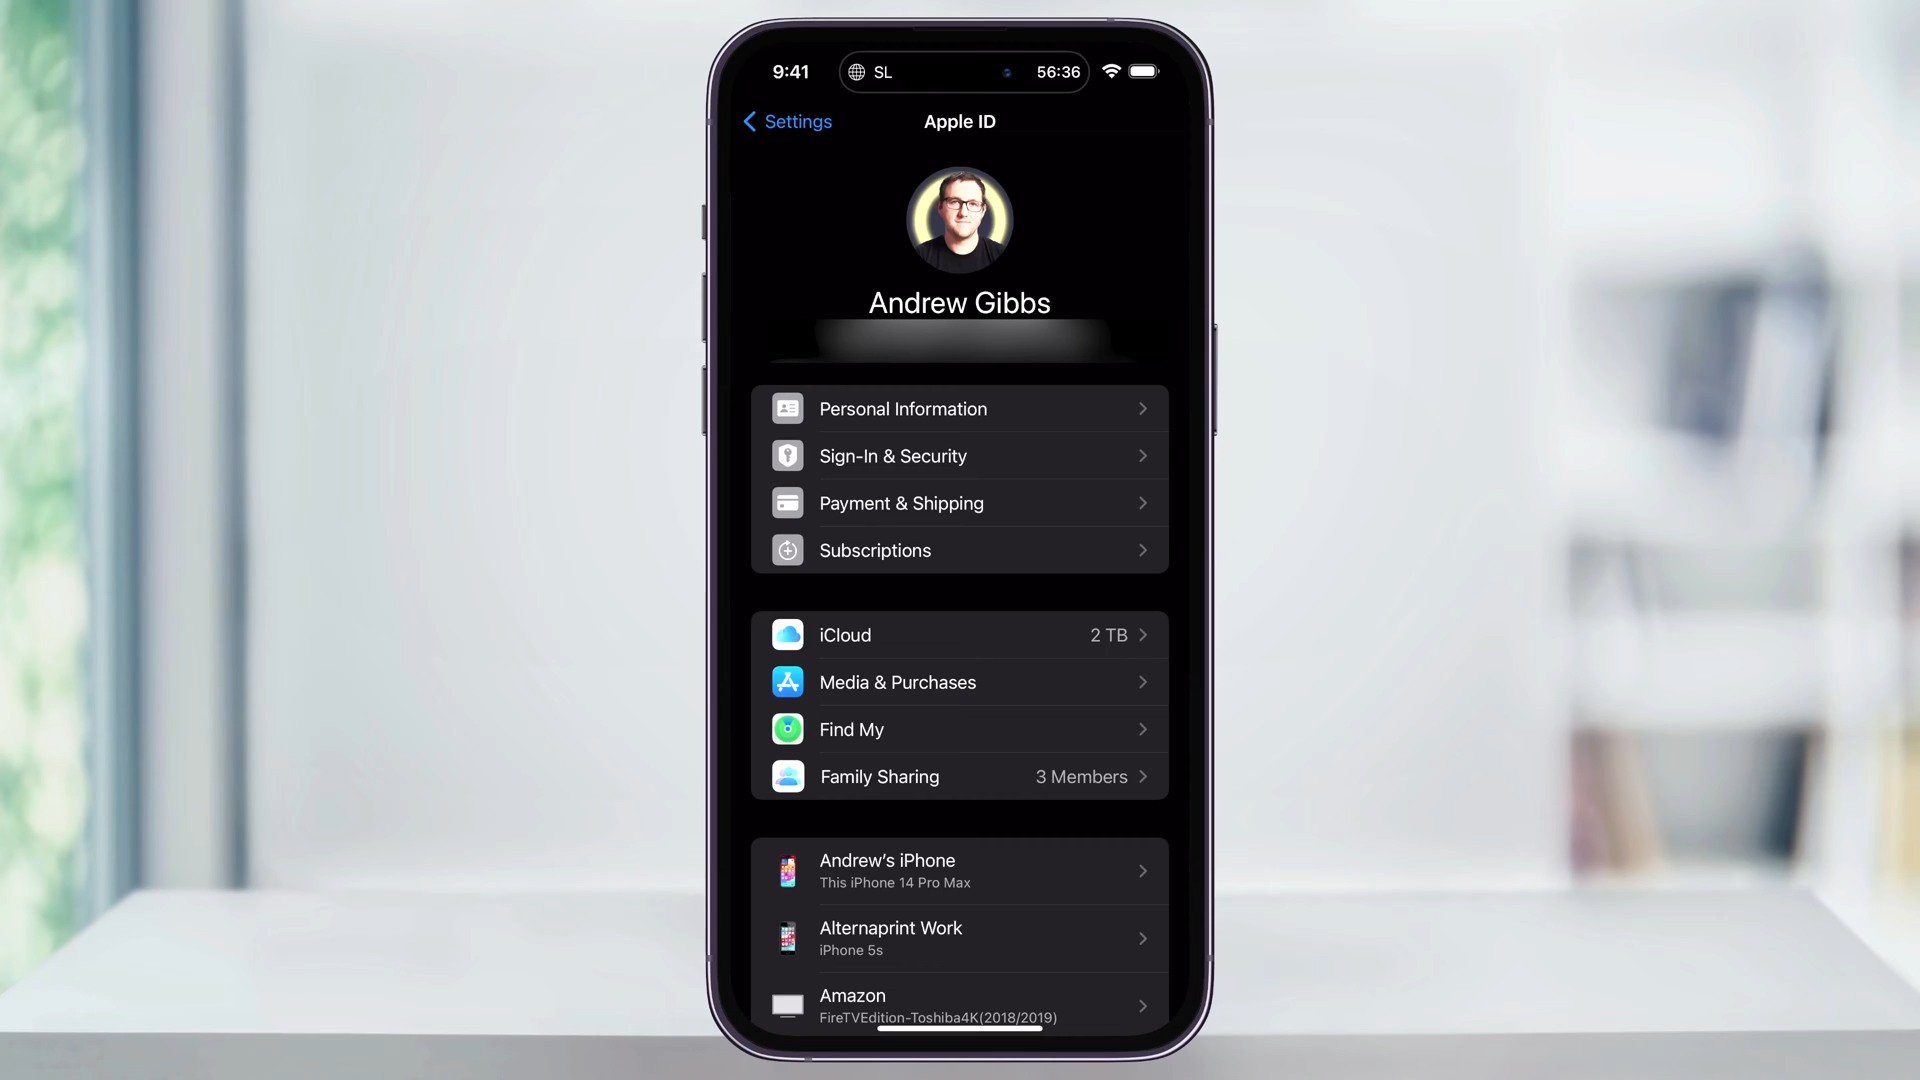 9:41 SL 56:36
Settings Apple ID
Andrew Gibbs
Personal Information
Sign-In & Security
Payment & Shipping
Subscriptions
iCloud 2 TB
Media & Purchases
Find My
Family Sharing 3 Members
Andrew’s iPhone
This iPhone 14 Pro Max
Alternaprint Work
iPhone 5s
Amazon
FireTVEdition-Toshiba4K(2018/2019)